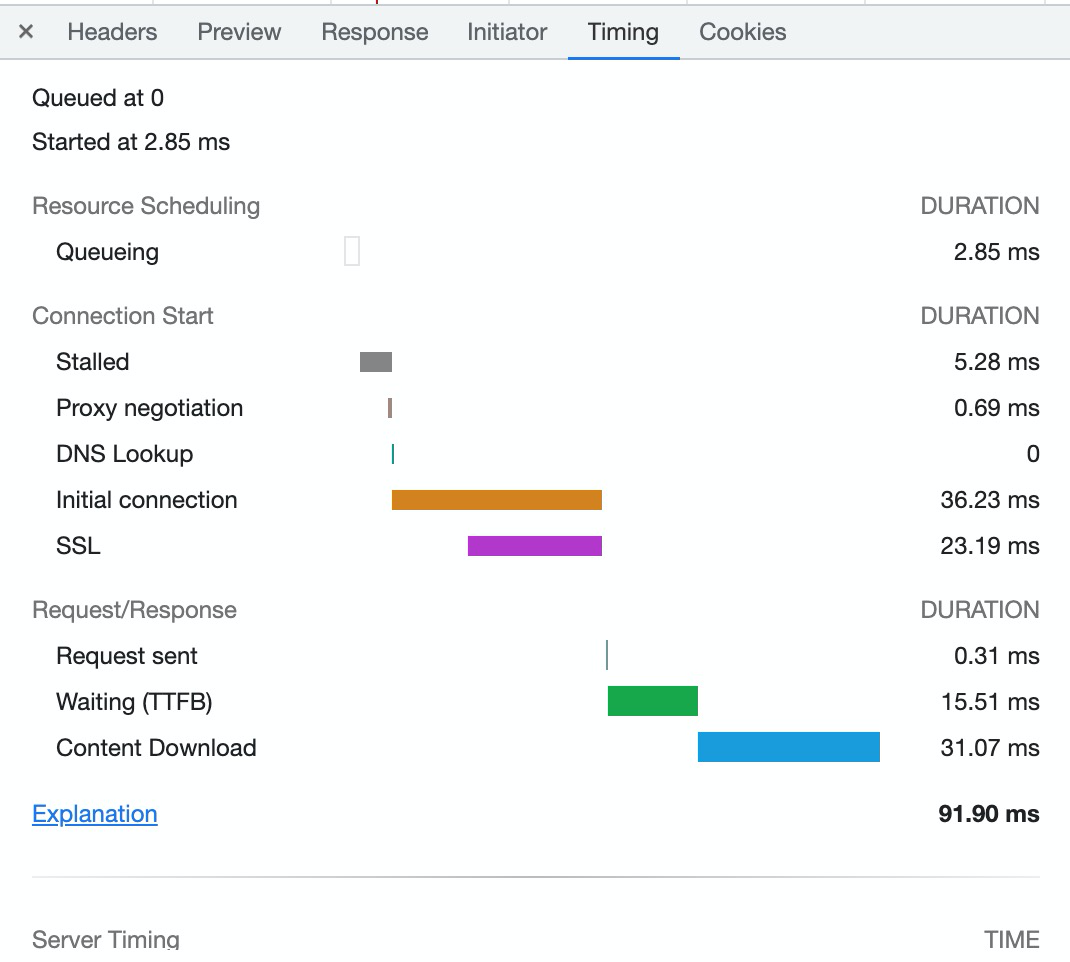 × Headers Preview Response Initiator Timing Cookies
Queued at 0
Started at 2.85 ms
Resource Scheduling DURATION
Queueing 2.85 ms
Connection Start DURATION
Stalled 5.28 ms
Proxy negotiation 0.69 ms
DNS Lookup 0
Initial connection 36.23 ms
SSL 23.19 ms
Request/Response DURATION
Request sent 0.31 ms
Waiting (TTFB) 15.51 ms
Content Download 31.07 ms
Explanation 91.90 ms
Server Timing TIME